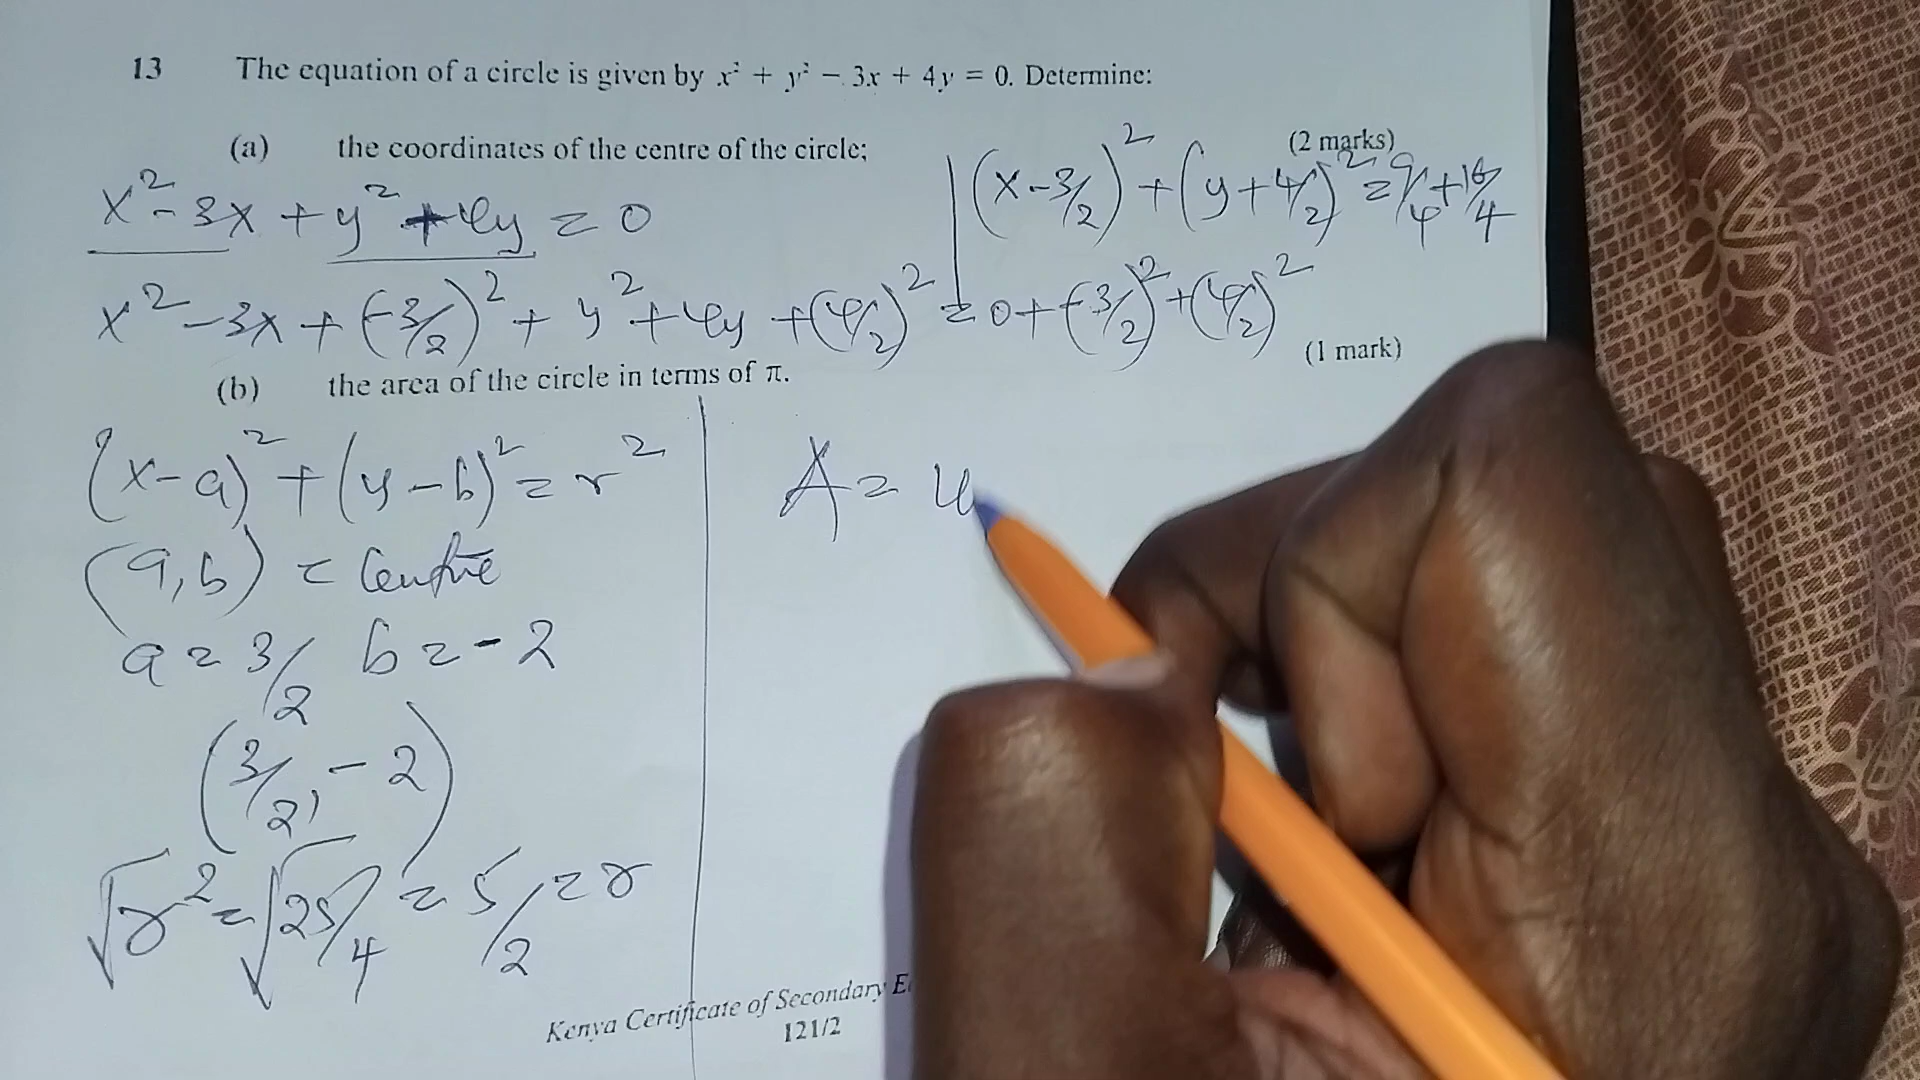 13 The equation of a circle is given by x² + y² − 3x + 4y = 0. Determine:
(a) the coordinates of the centre of the circle; (2 marks)
x² - 3x + y² + 4y = 0
(x - 3/2)² + (y + 4/2)² = 9/4 + 16/4
x² - 3x + (-3/2)² + y² + 4y + (4/2)² = 0 + (-3/2)² + (4/2)²
(b) the area of the circle in terms of π. (1 mark)
(x - a)² + (y - b)² = r²
(a, b) = Centre
a = 3/2 b = -2
(3/2, -2)
√r² = √25/4 = 5/2 = r
A =
Kenya Certificate of Secondary
121/2